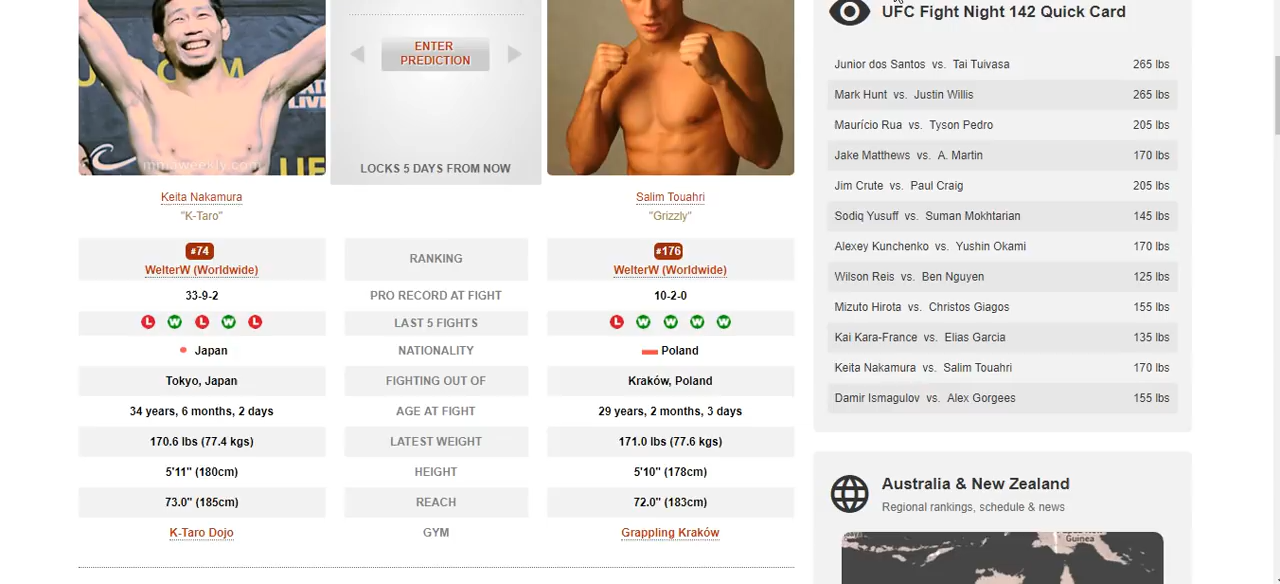 mmaweekly.com
ENTER
PREDICTION
LOCKS 5 DAYS FROM NOW
Keita Nakamura
"K-Taro"
Salim Touahri
"Grizzly"
#74
WelterW (Worldwide)
RANKING
#176
WelterW (Worldwide)
33-9-2
PRO RECORD AT FIGHT
10-2-0
L W L W L
LAST 5 FIGHTS
L W W W W
Japan
NATIONALITY
Poland
Tokyo, Japan
FIGHTING OUT OF
Kraków, Poland
34 years, 6 months, 2 days
AGE AT FIGHT
29 years, 2 months, 3 days
170.6 lbs (77.4 kgs)
LATEST WEIGHT
171.0 lbs (77.6 kgs)
5'11" (180cm)
HEIGHT
5'10" (178cm)
73.0" (185cm)
REACH
72.0" (183cm)
K-Taro Dojo
GYM
Grappling Kraków
UFC Fight Night 142 Quick Card
Junior dos Santos vs. Tai Tuivasa 265 lbs
Mark Hunt vs. Justin Willis 265 lbs
Maurício Rua vs. Tyson Pedro 205 lbs
Jake Matthews vs. A. Martin 170 lbs
Jim Crute vs. Paul Craig 205 lbs
Sodiq Yusuff vs. Suman Mokhtarian 145 lbs
Alexey Kunchenko vs. Yushin Okami 170 lbs
Wilson Reis vs. Ben Nguyen 125 lbs
Mizuto Hirota vs. Christos Giagos 155 lbs
Kai Kara-France vs. Elias Garcia 135 lbs
Keita Nakamura vs. Salim Touahri 170 lbs
Damir Ismagulov vs. Alex Gorgees 155 lbs
Australia & New Zealand
Regional rankings, schedule & news
Guinea